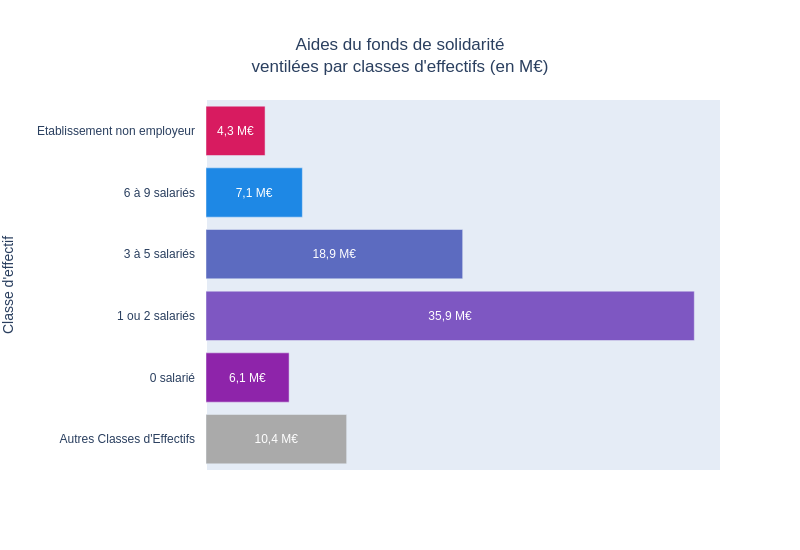 Aides du fonds de solidarité
ventilées par classes d'effectifs (en M€)
Classe d'effectif
Etablissement non employeur
4,3 M€
6 à 9 salariés
7,1 M€
3 à 5 salariés
18,9 M€
1 ou 2 salariés
35,9 M€
0 salarié
6,1 M€
Autres Classes d'Effectifs
10,4 M€